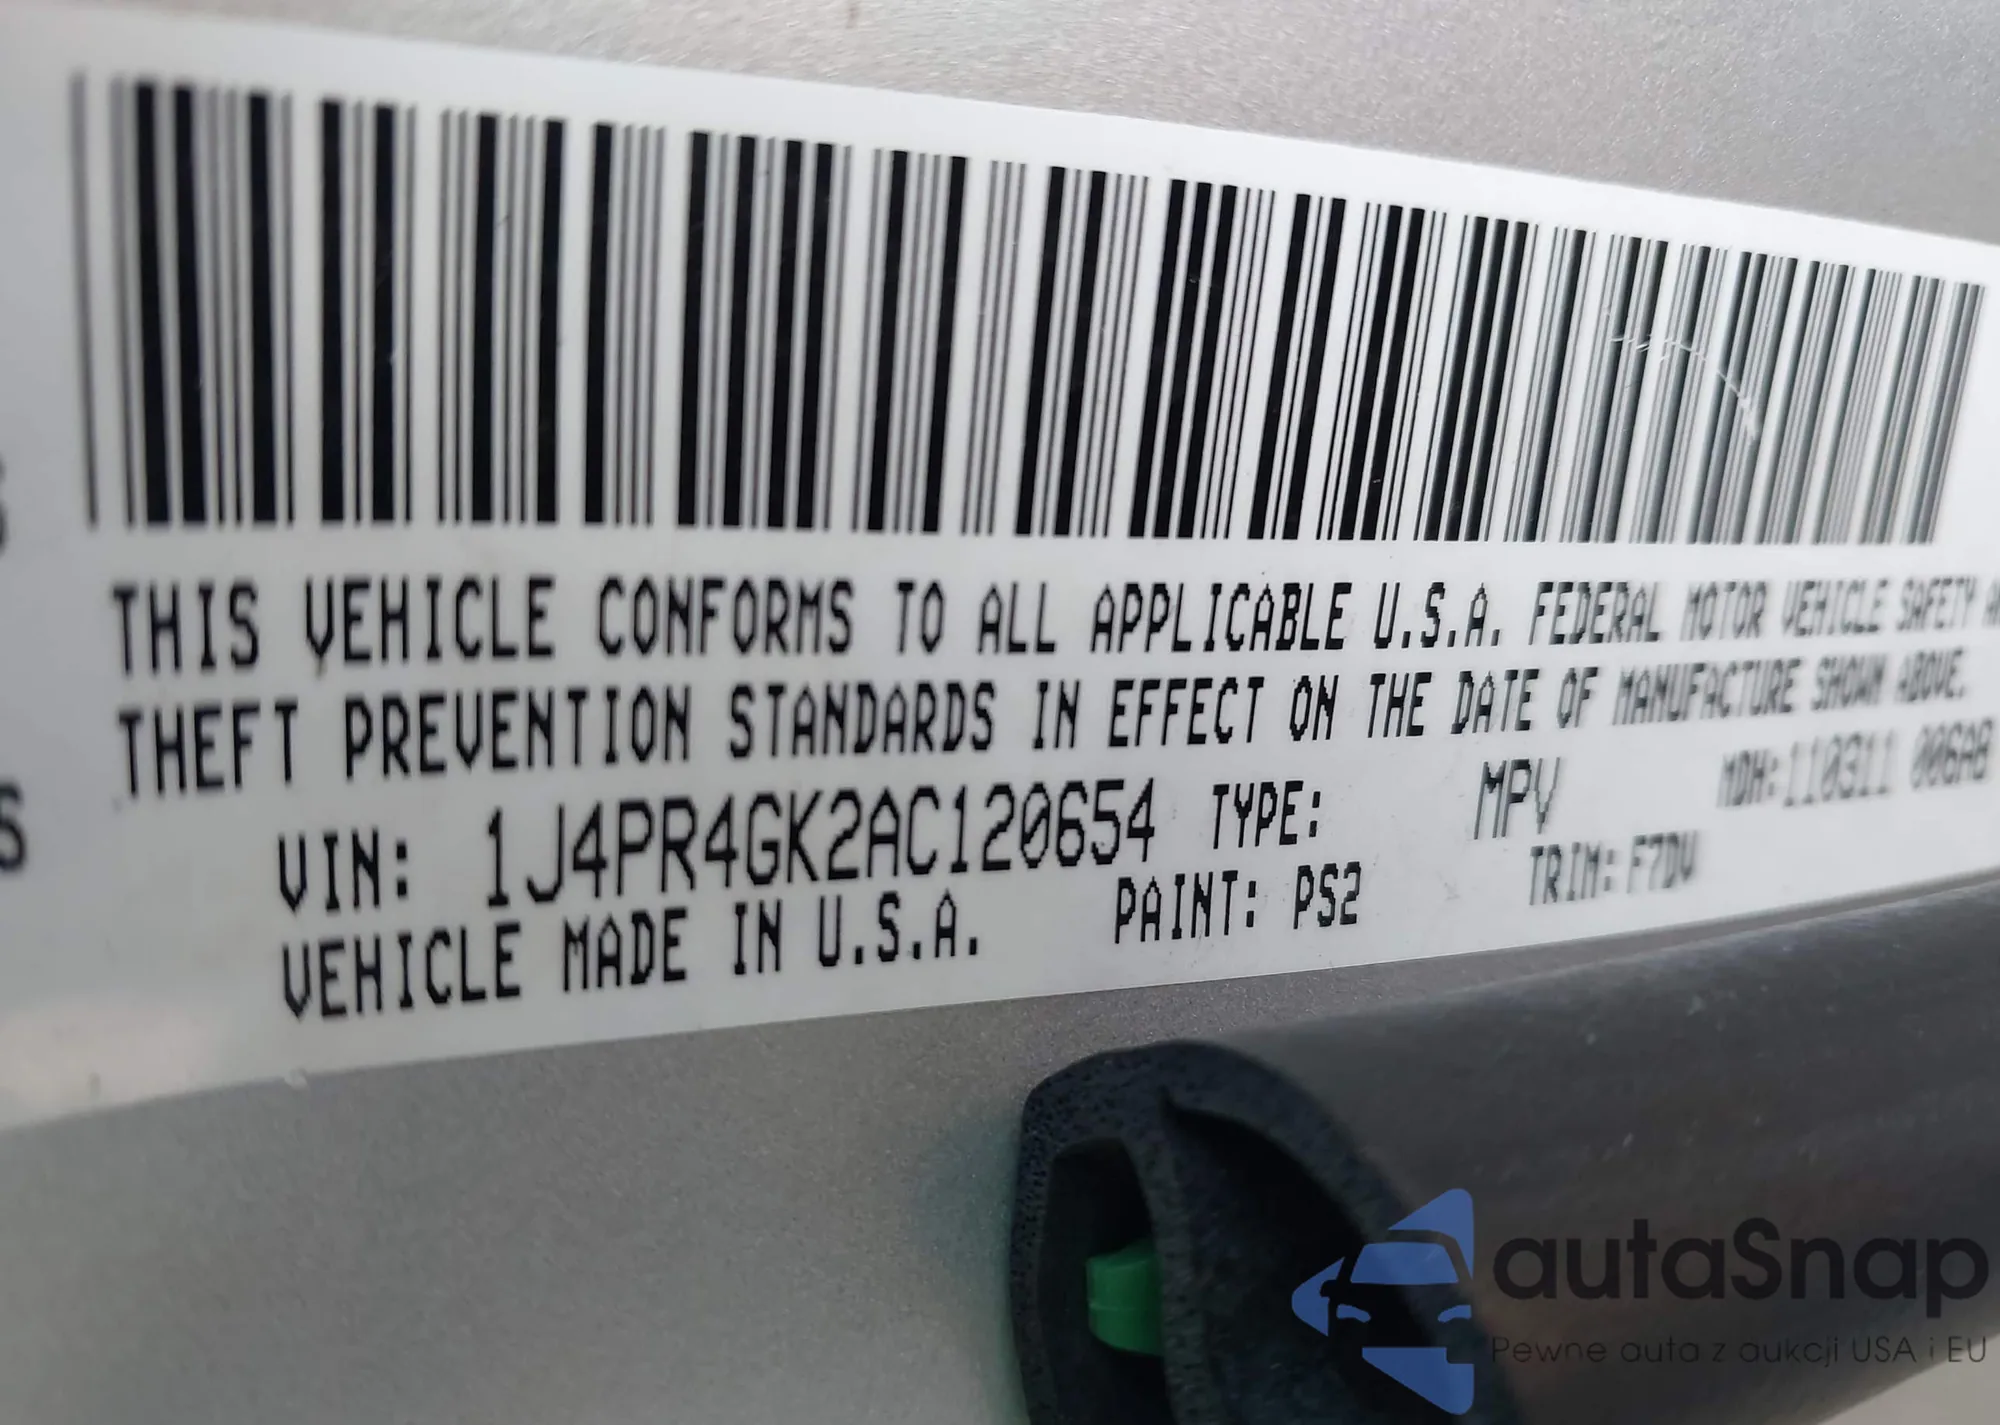 THIS VEHICLE CONFORMS TO ALL APPLICABLE U.S.A. FEDERAL MOTOR VEHICLE SAFETY
THEFT PREVENTION STANDARDS IN EFFECT ON THE DATE OF MANUFACTURE SHOWN ABOVE.
VIN: 1J4PR4GK2AC120654 TYPE: MPV MDH:110311 006AB
VEHICLE MADE IN U.S.A. PAINT: PS2 TRIM: F7DV
autaSnap
Pewne auta z aukcji USA i EU